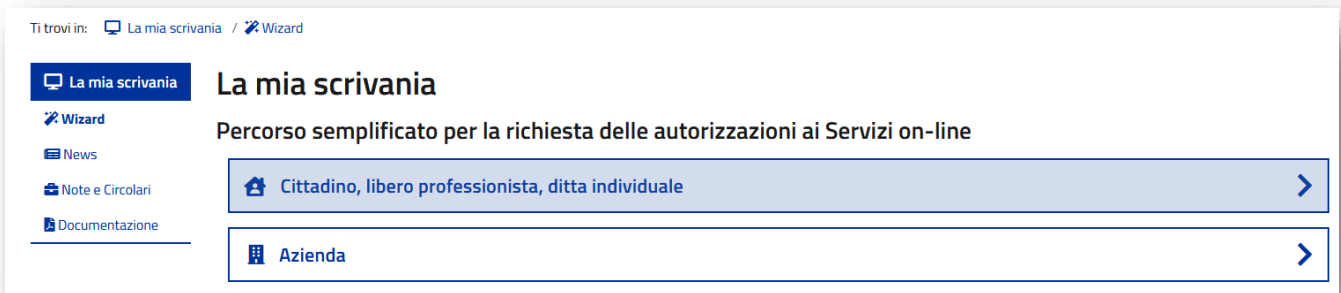 Ti trovi in: La mia scrivania / Wizard
La mia scrivania
Wizard
News
Note e Circolari
Documentazione
La mia scrivania
Percorso semplificato per la richiesta delle autorizzazioni ai Servizi on-line
Cittadino, libero professionista, ditta individuale
Azienda